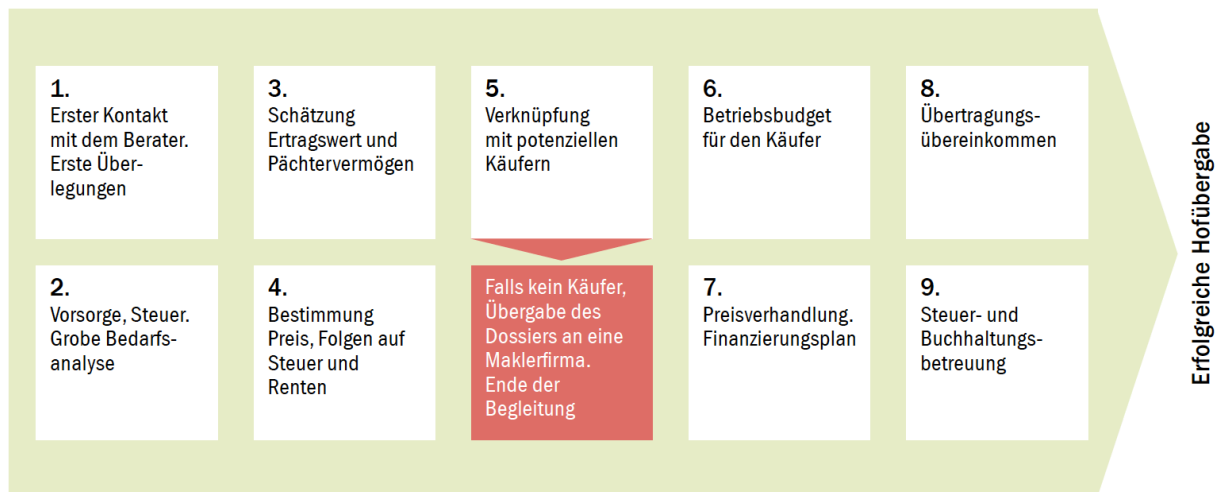 1.
Erster Kontakt
mit dem Berater.
Erste Über-
legungen
2.
Vorsorge, Steuer.
Grobe Bedarfs-
analyse
3.
Schätzung
Ertragswert und
Pächtervermögen
4.
Bestimmung
Preis, Folgen auf
Steuer und
Renten
5.
Verknüpfung
mit potenziellen
Käufern
Falls kein Käufer,
Übergabe des
Dossiers an eine
Maklerfirma.
Ende der
Begleitung
6.
Betriebsbudget
für den Käufer
7.
Preisverhandlung.
Finanzierungsplan
8.
Übertragungs-
übereinkommen
9.
Steuer- und
Buchhaltungs-
betreuung
Erfolgreiche Hofübergabe